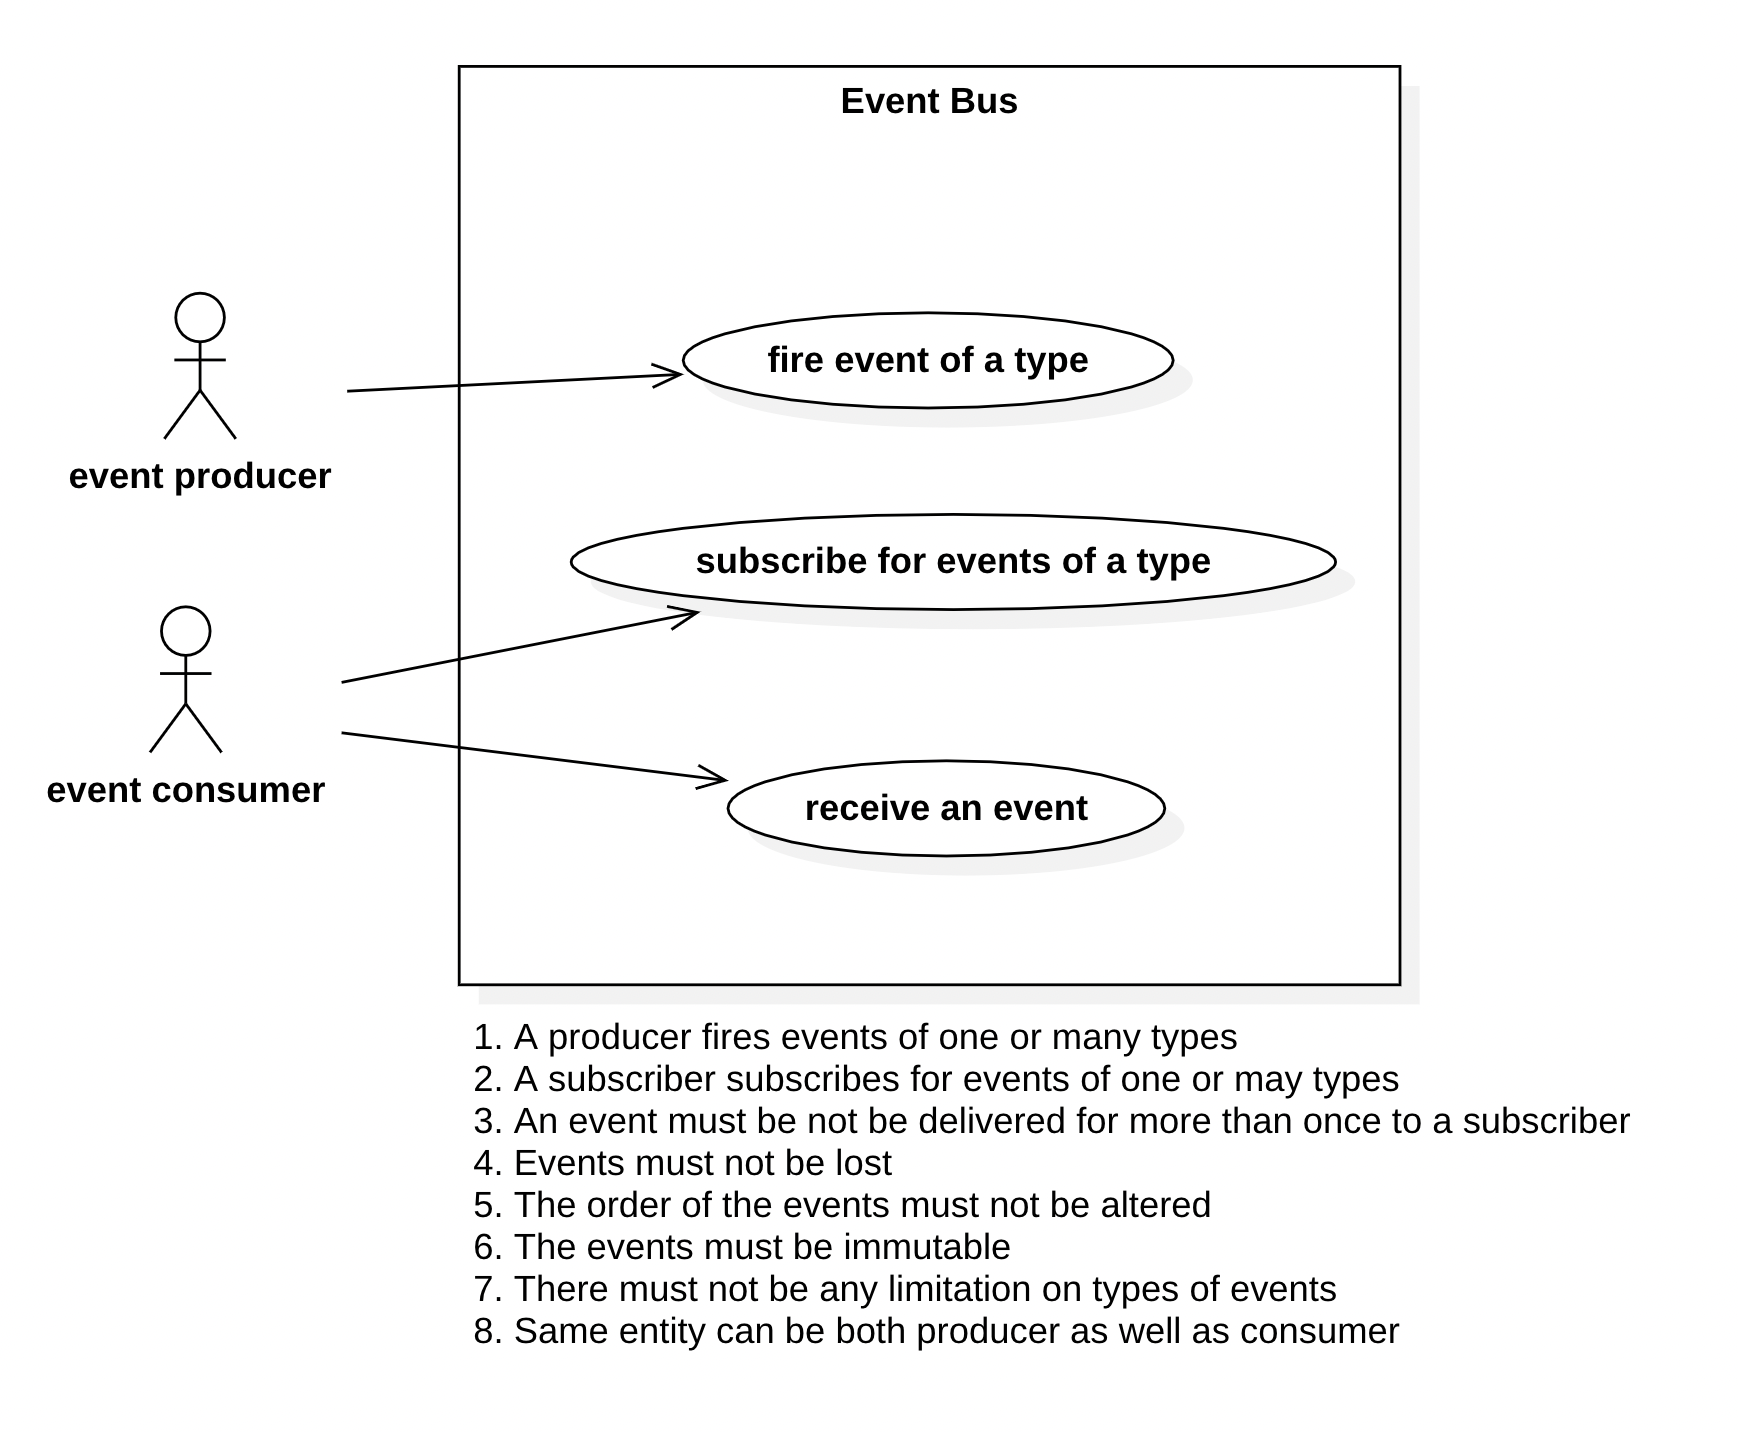 Event Bus
fire event of a type
event producer
subscribe for events of a type
event consumer
receive an event
1. A producer fires events of one or many types
2. A subscriber subscribes for events of one or may types
3. An event must be not be delivered for more than once to a subscriber
4. Events must not be lost
5. The order of the events must not be altered
6. The events must be immutable
7. There must not be any limitation on types of events
8. Same entity can be both producer as well as consumer